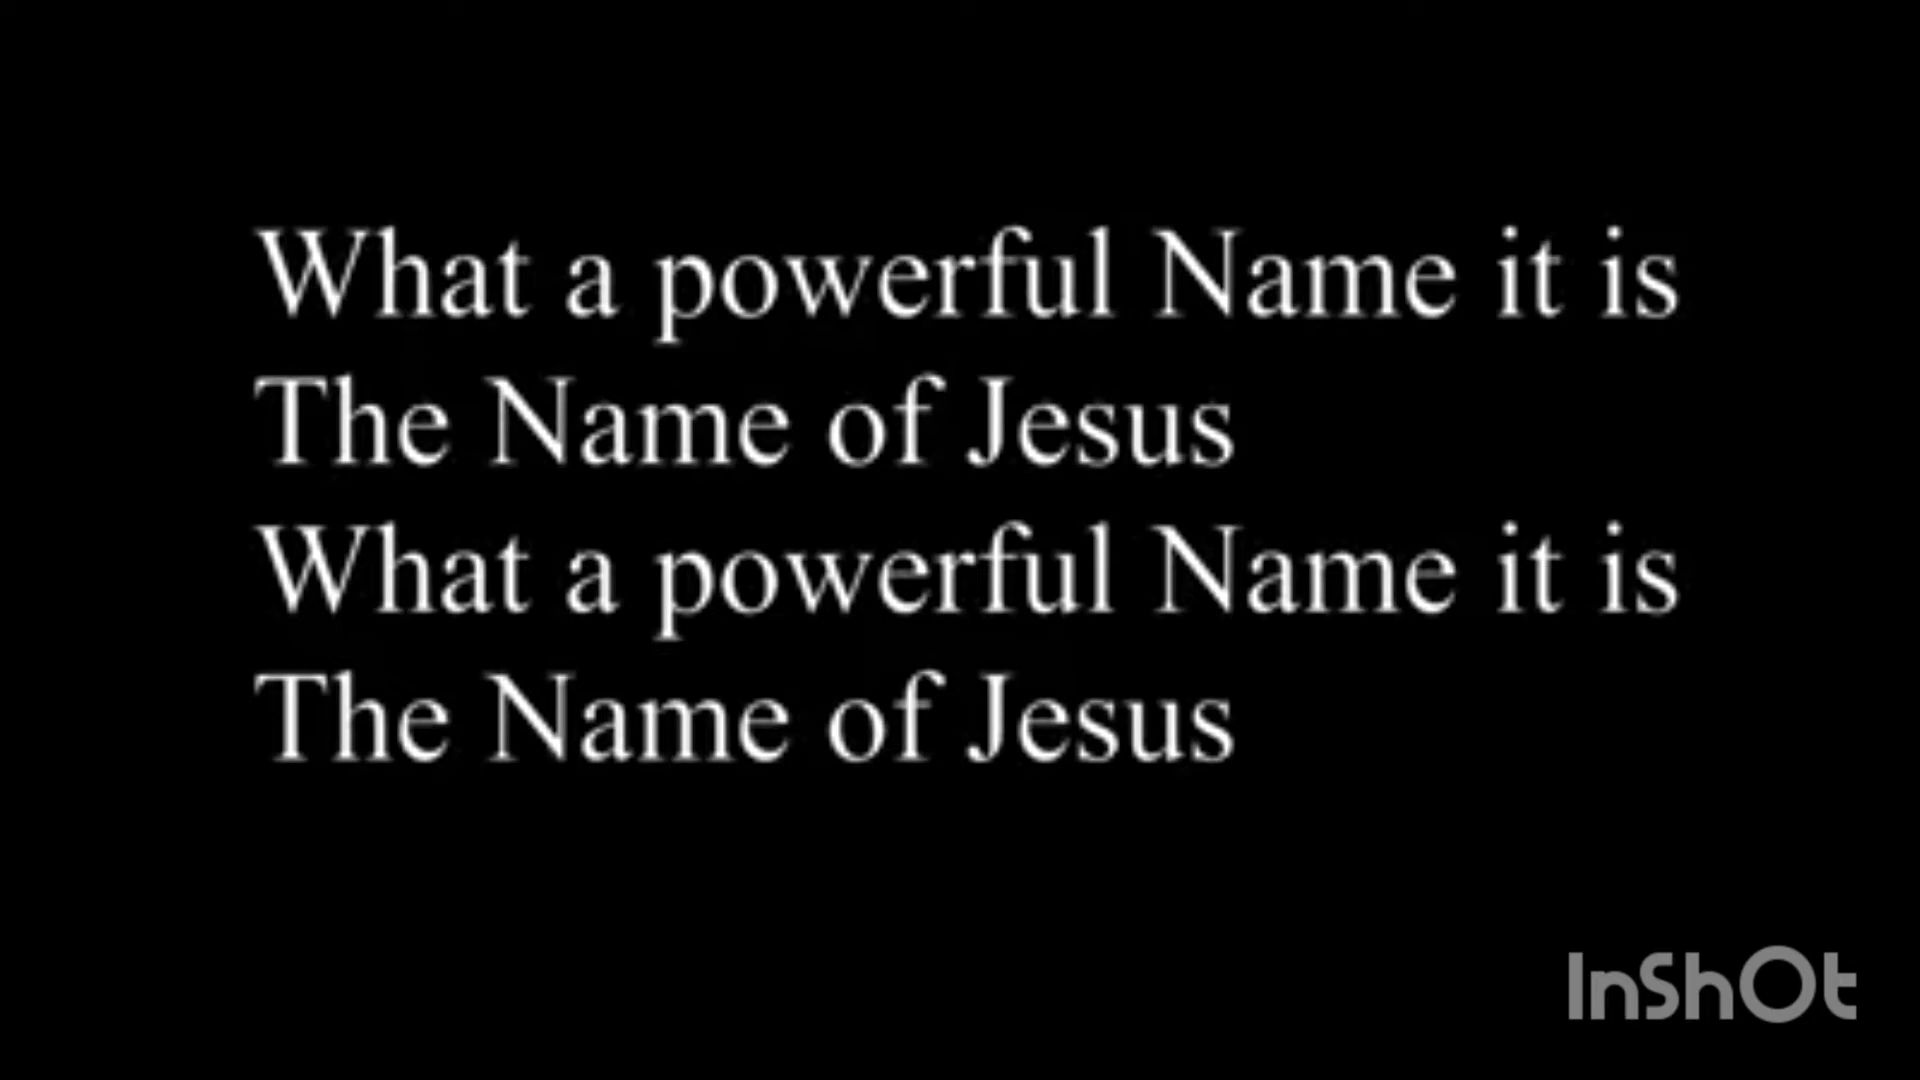 What a powerful Name it is
The Name of Jesus
What a powerful Name it is
The Name of Jesus
InShOt